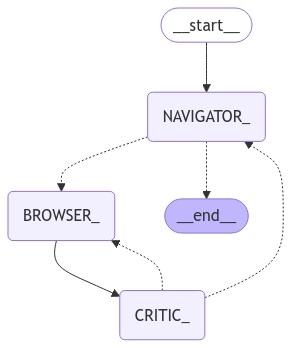 __start__
NAVIGATOR_
BROWSER_
__end__
CRITIC_